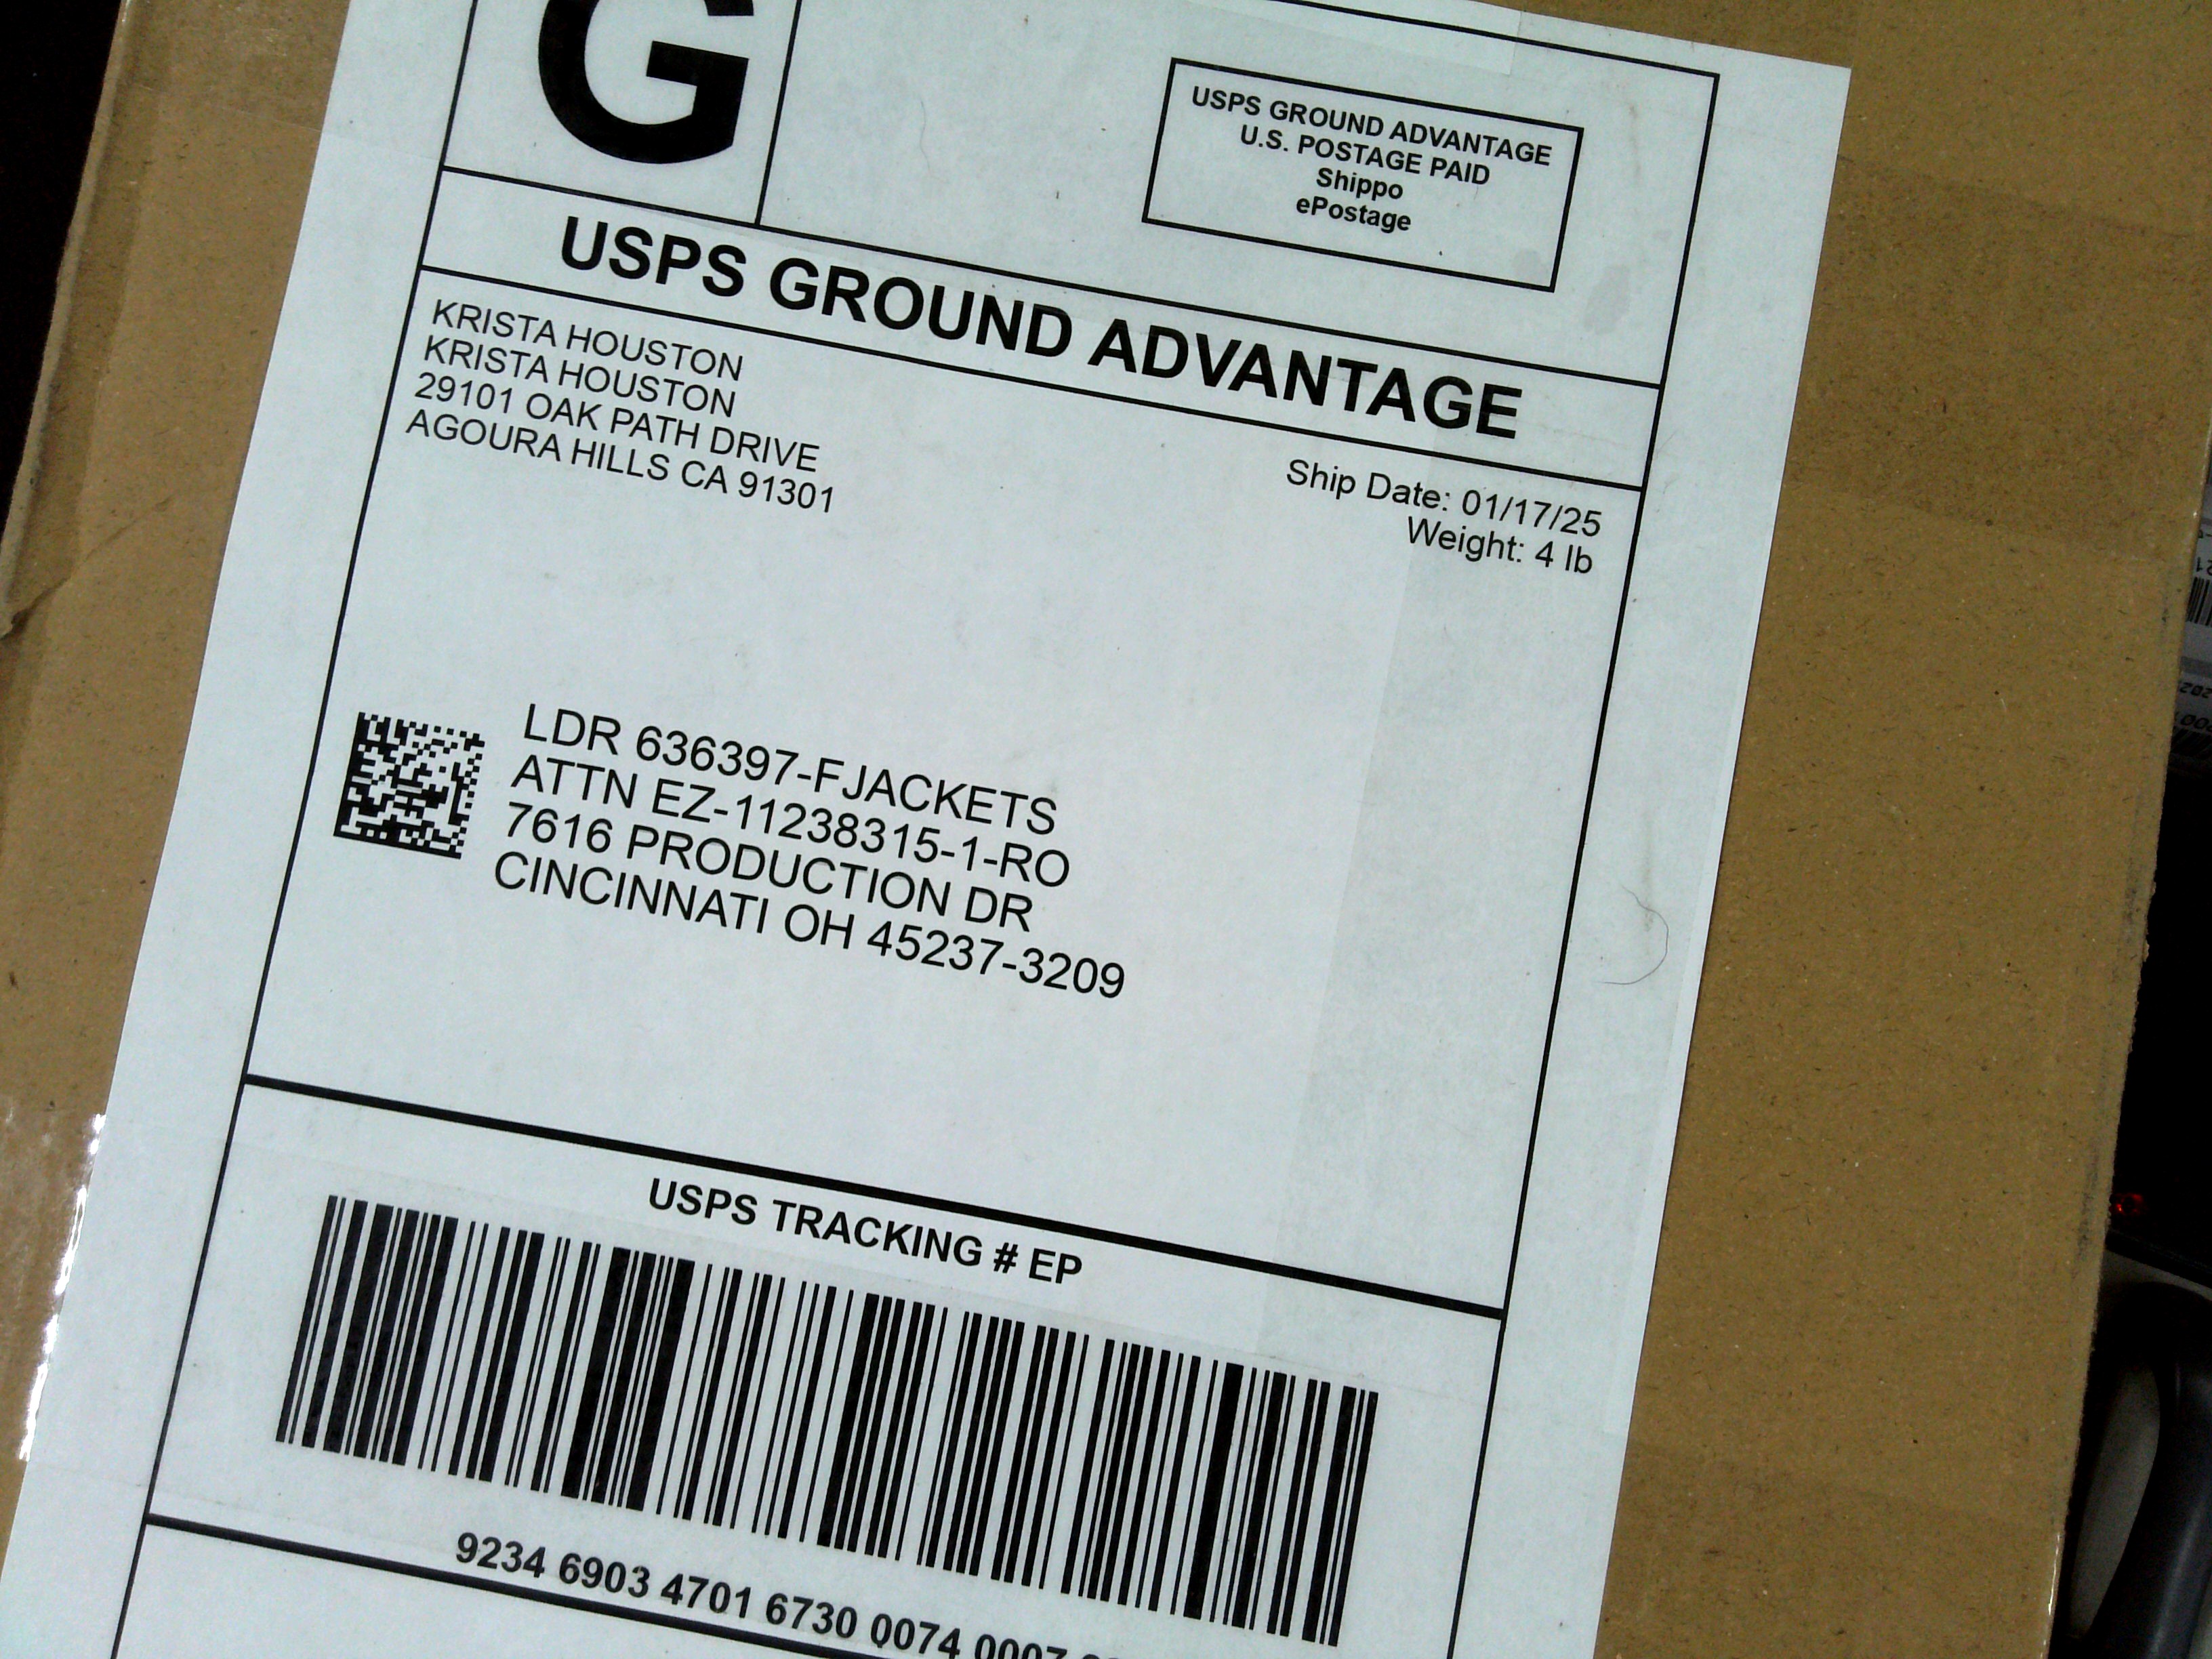 G
USPS GROUND ADVANTAGE
U.S. POSTAGE PAID
Shippo
ePostage
USPS GROUND ADVANTAGE
KRISTA HOUSTON
KRISTA HOUSTON
29101 OAK PATH DRIVE
AGOURA HILLS CA 91301
Ship Date: 01/17/25
Weight: 4 lb
LDR 636397-FJACKETS
ATTN EZ-11238315-1-RO
7616 PRODUCTION DR
CINCINNATI OH 45237-3209
USPS TRACKING # EP
9234 6903 4701 6730 0074 0007